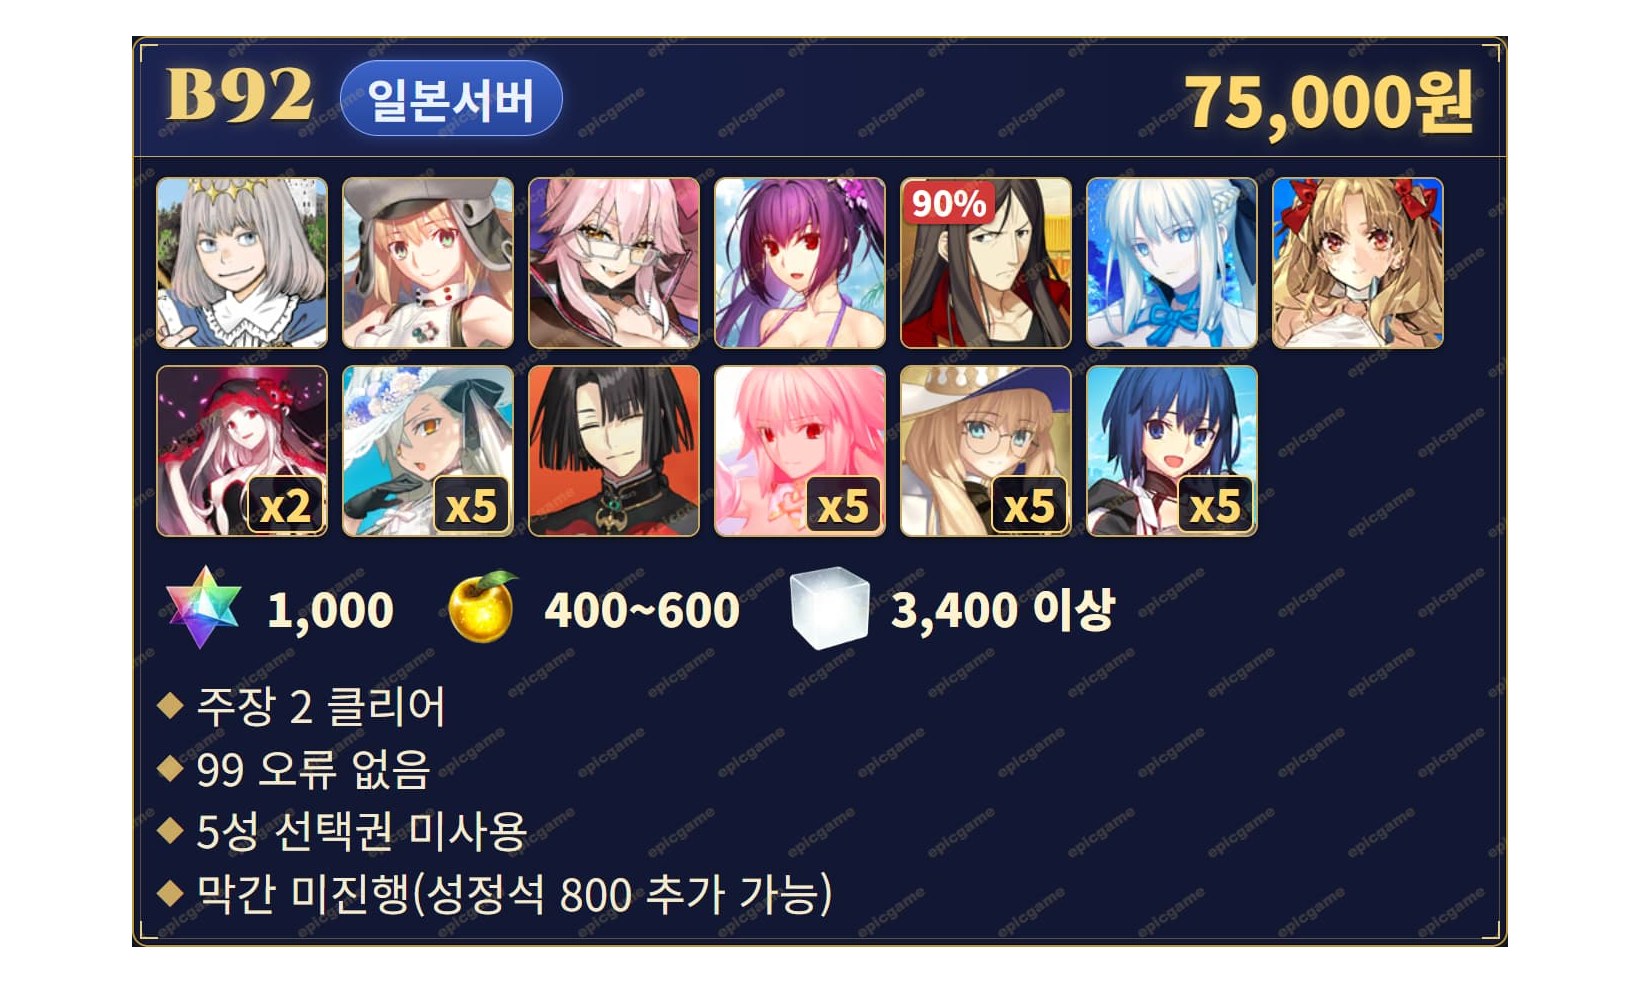 B92 일본서버 75,000원
90%
x2 x5 x5 x5 x5
1,000 400~600 3,400 이상
주장 2 클리어
99 오류 없음
5성 선택권 미사용
막간 미진행(성정석 800 추가 가능)
epicgame